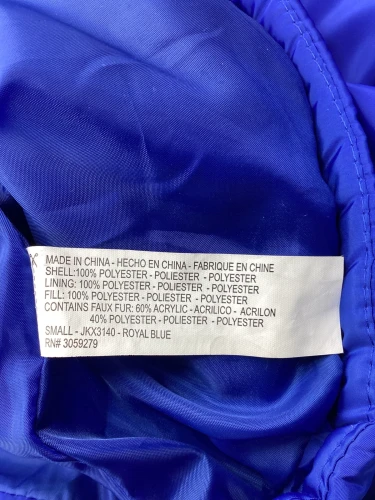 MADE IN CHINA - HECHO EN CHINA - FABRIQUE EN CHINE
SHELL:100% POLYESTER - POLIESTER - POLYESTER
LINING: 100% POLYESTER - POLIESTER - POLYESTER
FILL: 100% POLYESTER - POLIESTER - POLYESTER
CONTAINS FAUX FUR: 60% ACRYLIC - ACRILICO - ACRILON
40% POLYESTER - POLIESTER - POLYESTER
SMALL - JKX3140 - ROYAL BLUE
RN# 3059279